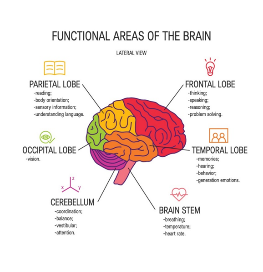 FUNCTIONAL AREAS OF THE BRAIN
LATERAL VIEW
PARIETAL LOBE
-reading;
-body orientation;
-sensory information;
-understanding language.
FRONTAL LOBE
-thinking;
-speaking;
-reasoning;
-problem solving.
OCCIPITAL LOBE
-vision.
TEMPORAL LOBE
-memories;
-hearing;
-behavior;
-generation emotions.
CEREBELLUM
-coordination;
-balance;
-vestibular;
-attention.
BRAIN STEM
-breathing;
-temperature;
-heart rate.